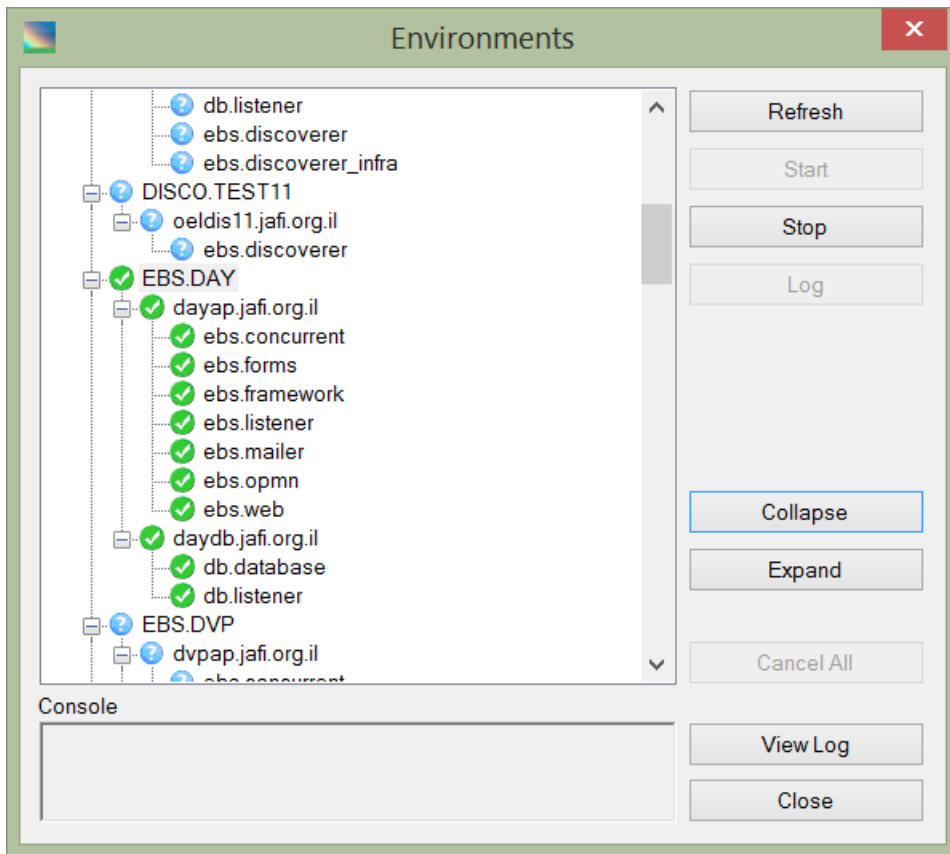 Environments
db.listener
ebs.discoverer
ebs.discoverer_infra
DISCO.TEST11
oeldis11.jafi.org.il
ebs.discoverer
EBS.DAY
dayap.jafi.org.il
ebs.concurrent
ebs.forms
ebs.framework
ebs.listener
ebs.mailer
ebs.opmn
ebs.web
daydb.jafi.org.il
db.database
db.listener
EBS.DVP
dvpap.jafi.org.il
ebs.concurrent
Refresh
Start
Stop
Log
Collapse
Expand
Cancel All
Console
View Log
Close